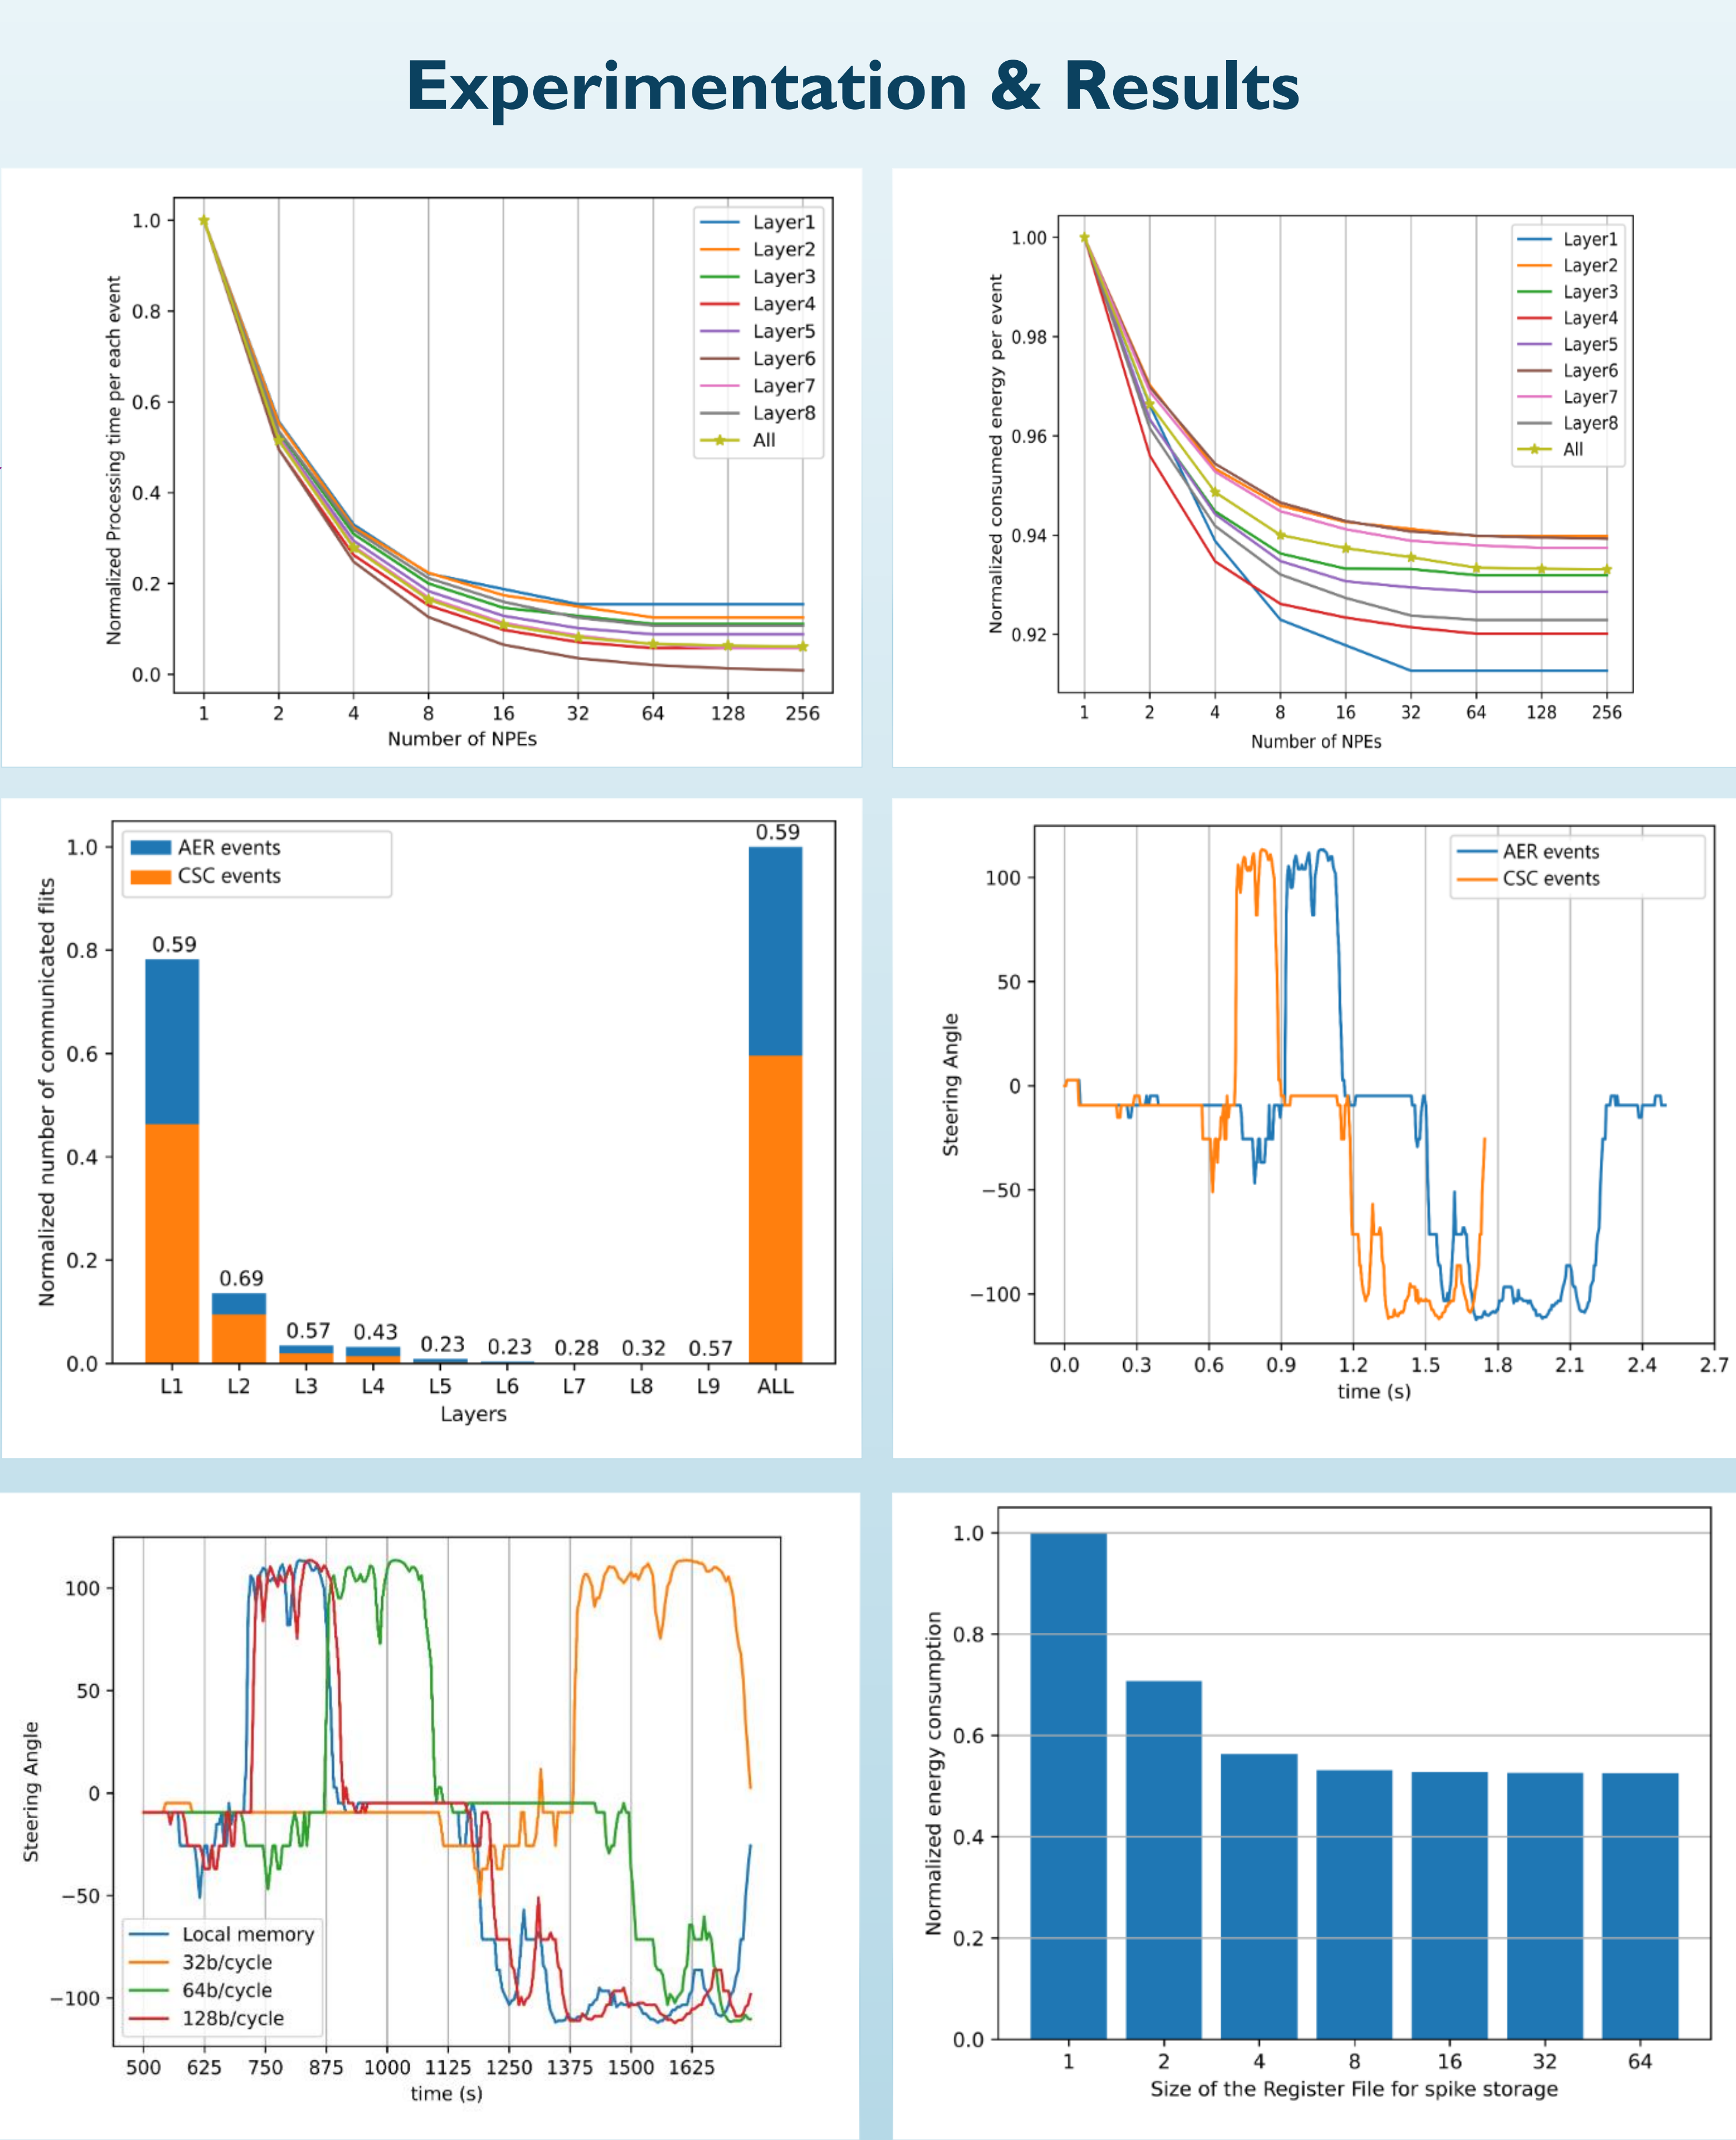 Experimentation & Results
Normalized Processing time per each event
1.0
0.8
0.6
0.4
0.2
0.0
Layer1
Layer2
Layer3
Layer4
Layer5
Layer6
Layer7
Layer8
All
1 2 4 8 16 32 64 128 256
Number of NPEs
Normalized consumed energy per event
1.00
0.98
0.96
0.94
0.92
Layer1
Layer2
Layer3
Layer4
Layer5
Layer6
Layer7
Layer8
All
1 2 4 8 16 32 64 128 256
Number of NPEs
Normalized number of communicated flits
1.0
0.8
0.6
0.4
0.2
0.0
AER events
CSC events
0.59
0.69
0.57
0.43
0.23
0.23
0.28
0.32
0.57
0.59
L1 L2 L3 L4 L5 L6 L7 L8 L9 ALL
Layers
Steering Angle
100
50
0
−50
−100
AER events
CSC events
0.0 0.3 0.6 0.9 1.2 1.5 1.8 2.1 2.4 2.7
time (s)
Steering Angle
100
50
0
−50
−100
Local memory
32b/cycle
64b/cycle
128b/cycle
500 625 750 875 1000 1125 1250 1375 1500 1625
time (s)
Normalized energy consumption
1.0
0.8
0.6
0.4
0.2
0.0
1 2 4 8 16 32 64
Size of the Register File for spike storage